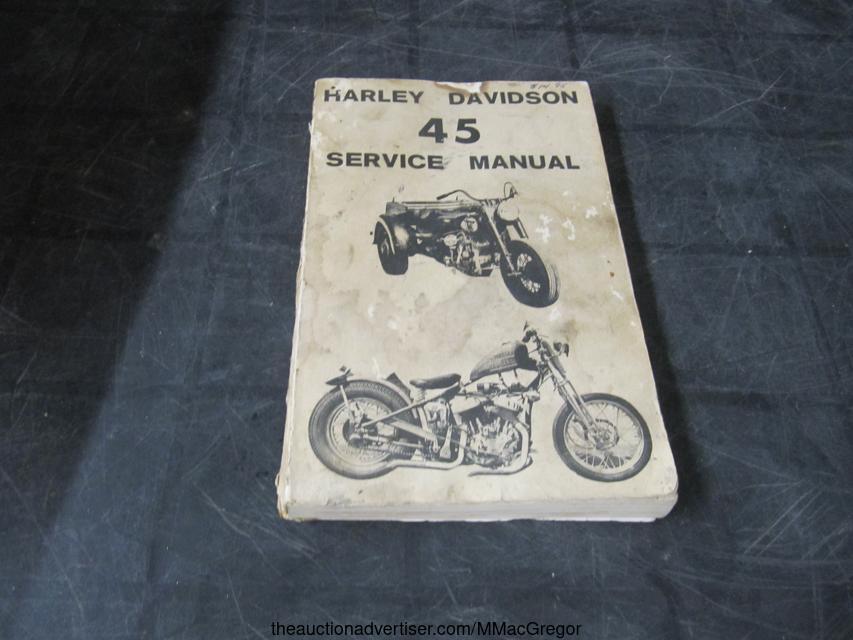 HARLEY DAVIDSON
45
SERVICE MANUAL
theauctionadvertiser.com/MMacGregor